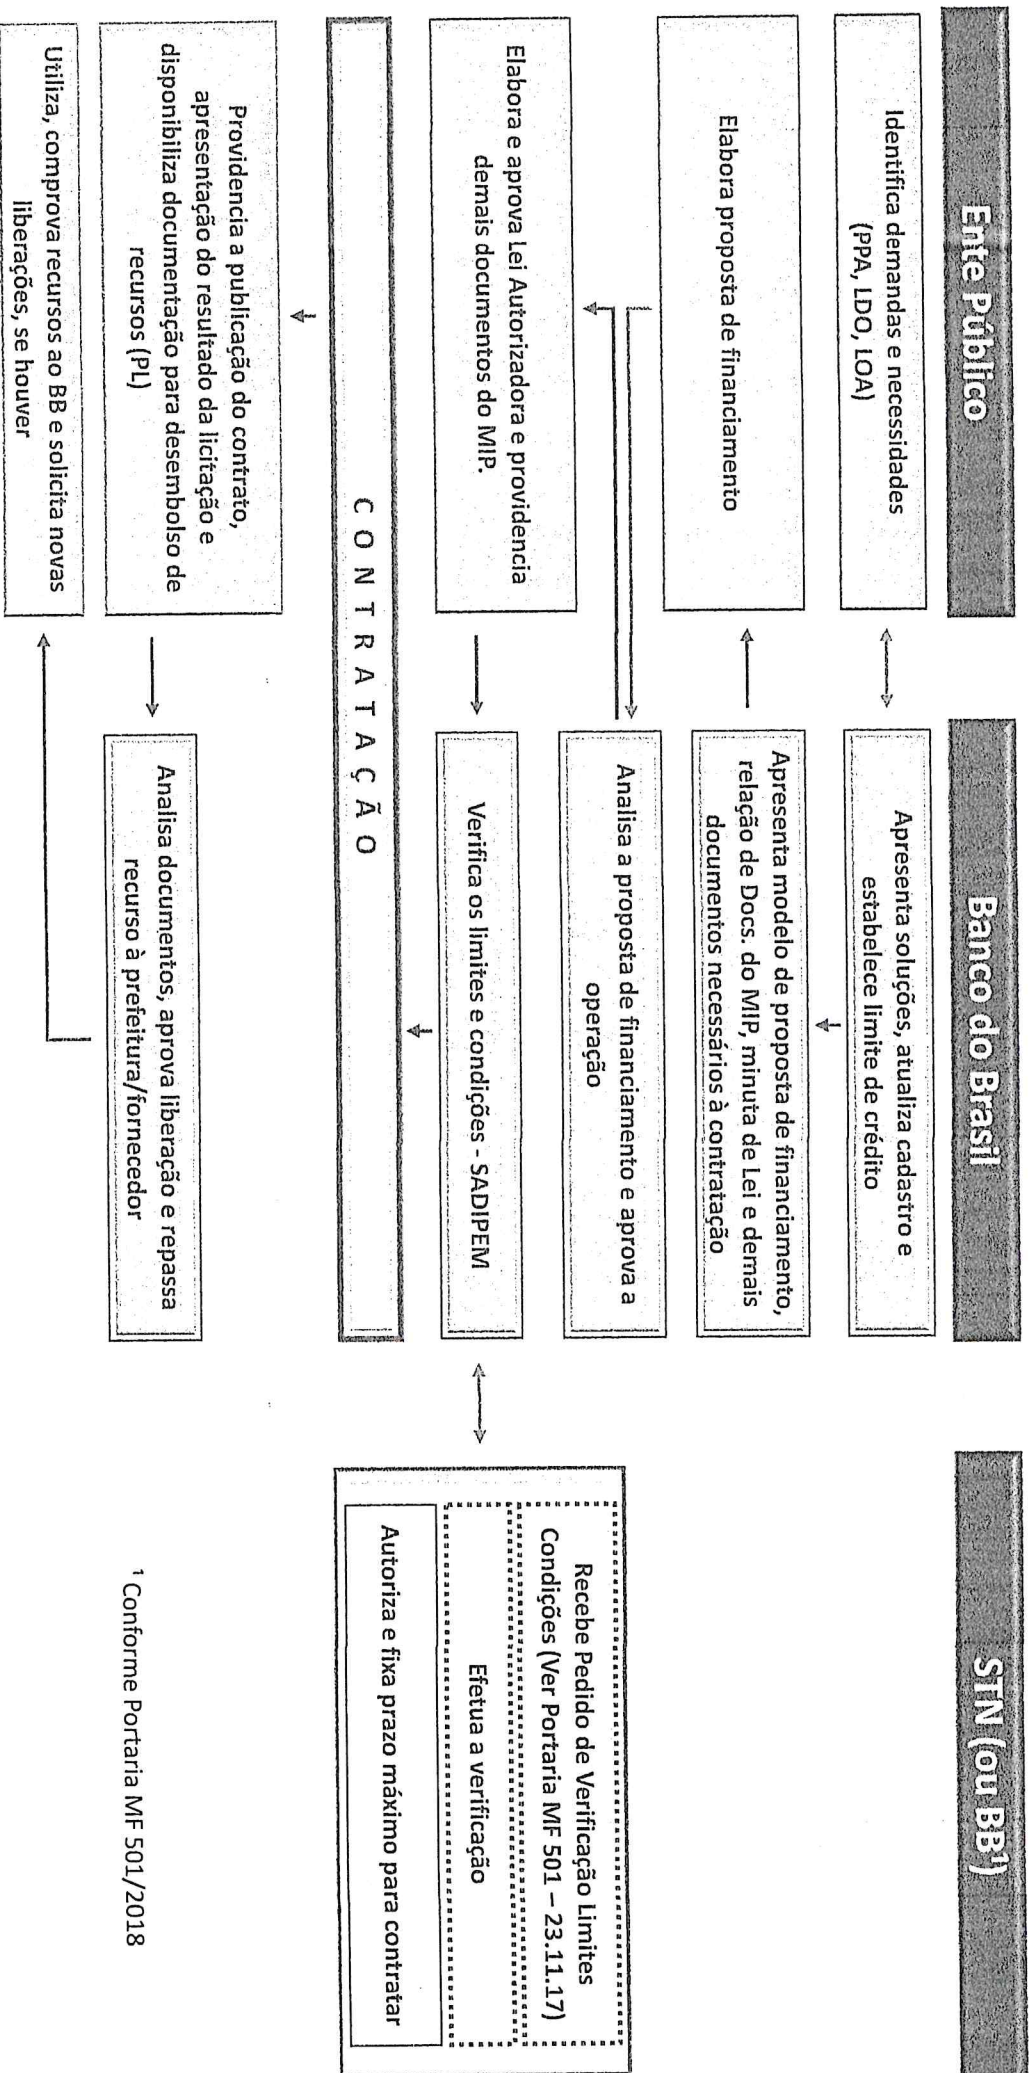 Ente Público
Identifica demandas e necessidades
(PPA, LDO, LOA)
Elabora proposta de financiamento
Elabora e aprova Lei Autorizadora e providencia
demais documentos do MIP.
CONTRATAÇÃO
Providencia a publicação do contrato,
apresentação do resultado da licitação e
disponibiliza documentação para desembolso de
recursos (PL)
Utiliza, comprova recursos ao BB e solicita novas
liberações, se houver
Banco do Brasil
Apresenta soluções, atualiza cadastro e
estabelece limite de crédito
Apresenta modelo de proposta de financiamento,
relação de Docs. do MIP, minuta de Lei e demais
documentos necessários à contratação
Analisa a proposta de financiamento e aprova a
operação
Verifica os limites e condições - SADIPEM
Analisa documentos, aprova liberação e repassa
recurso à prefeitura/fornecedor
STN (ou BB¹)
Recebe Pedido de Verificação Limites
Condições (Ver Portaria MF 501 – 23.11.17)
Efetua a verificação
Autoriza e fixa prazo máximo para contratar
¹ Conforme Portaria MF 501/2018